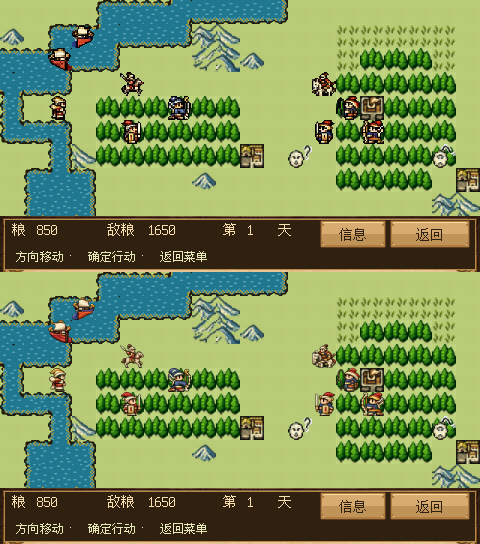 粮 850 敌粮 1650 第 1 天 信息 返回
方向移动· 确定行动· 返回菜单
粮 850 敌粮 1650 第 1 天 信息 返回
方向移动· 确定行动· 返回菜单